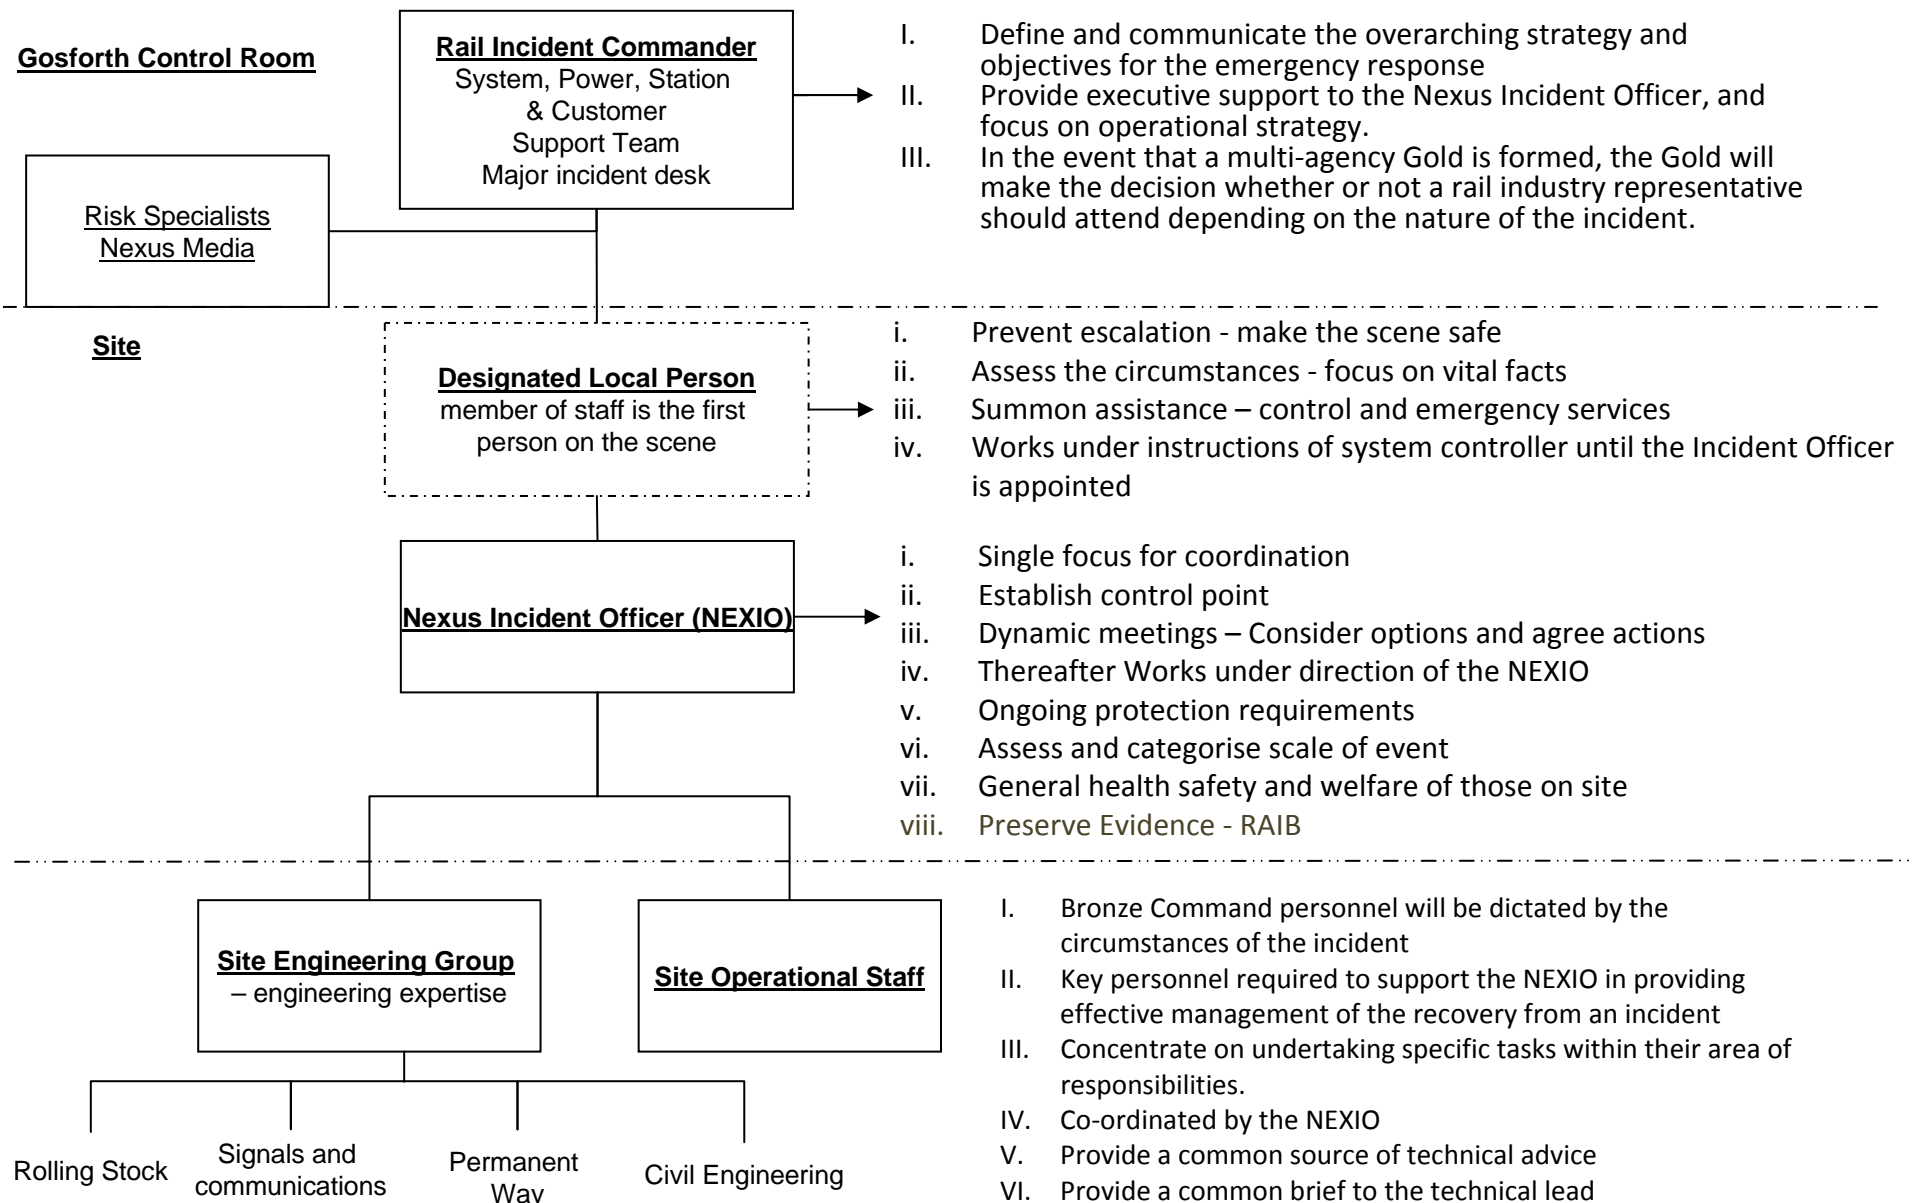 Gosforth Control Room
Rail Incident Commander
System, Power, Station
& Customer
Support Team
Major incident desk
I. Define and communicate the overarching strategy and
objectives for the emergency response
II. Provide executive support to the Nexus Incident Officer, and
focus on operational strategy.
III. In the event that a multi-agency Gold is formed, the Gold will
make the decision whether or not a rail industry representative
should attend depending on the nature of the incident.
Risk Specialists
Nexus Media
Site
Designated Local Person
member of staff is the first
person on the scene
i. Prevent escalation - make the scene safe
ii. Assess the circumstances - focus on vital facts
iii. Summon assistance – control and emergency services
iv. Works under instructions of system controller until the Incident Officer
is appointed
Nexus Incident Officer (NEXIO)
i. Single focus for coordination
ii. Establish control point
iii. Dynamic meetings – Consider options and agree actions
iv. Thereafter Works under direction of the NEXIO
v. Ongoing protection requirements
vi. Assess and categorise scale of event
vii. General health safety and welfare of those on site
viii. Preserve Evidence - RAIB
Site Engineering Group
– engineering expertise
Site Operational Staff
I. Bronze Command personnel will be dictated by the
circumstances of the incident
II. Key personnel required to support the NEXIO in providing
effective management of the recovery from an incident
III. Concentrate on undertaking specific tasks within their area of
responsibilities.
IV. Co-ordinated by the NEXIO
V. Provide a common source of technical advice
VI. Provide a common brief to the technical lead
Rolling Stock
Signals and
communications
Permanent
Way
Civil Engineering